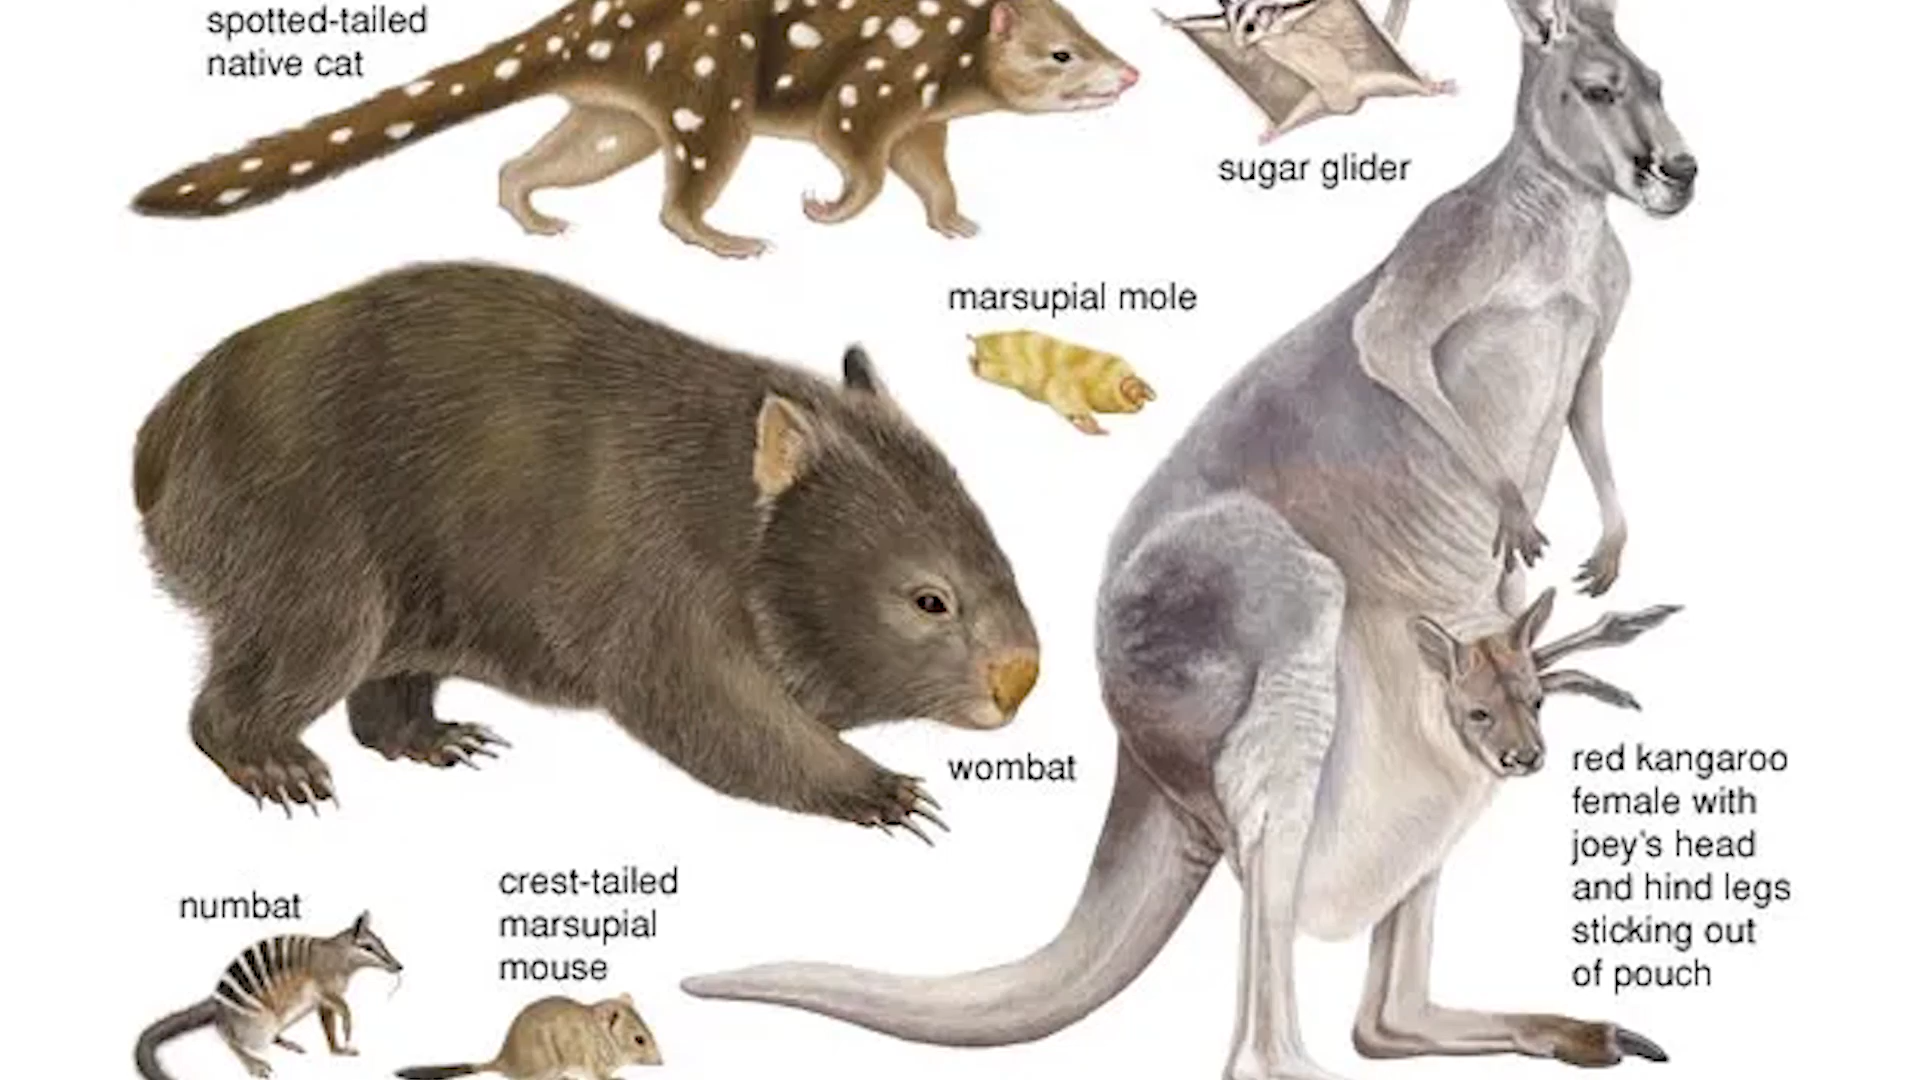 spotted-tailed
native cat
sugar glider
marsupial mole
wombat
red kangaroo
female with
joey's head
and hind legs
sticking out
of pouch
numbat
crest-tailed
marsupial
mouse